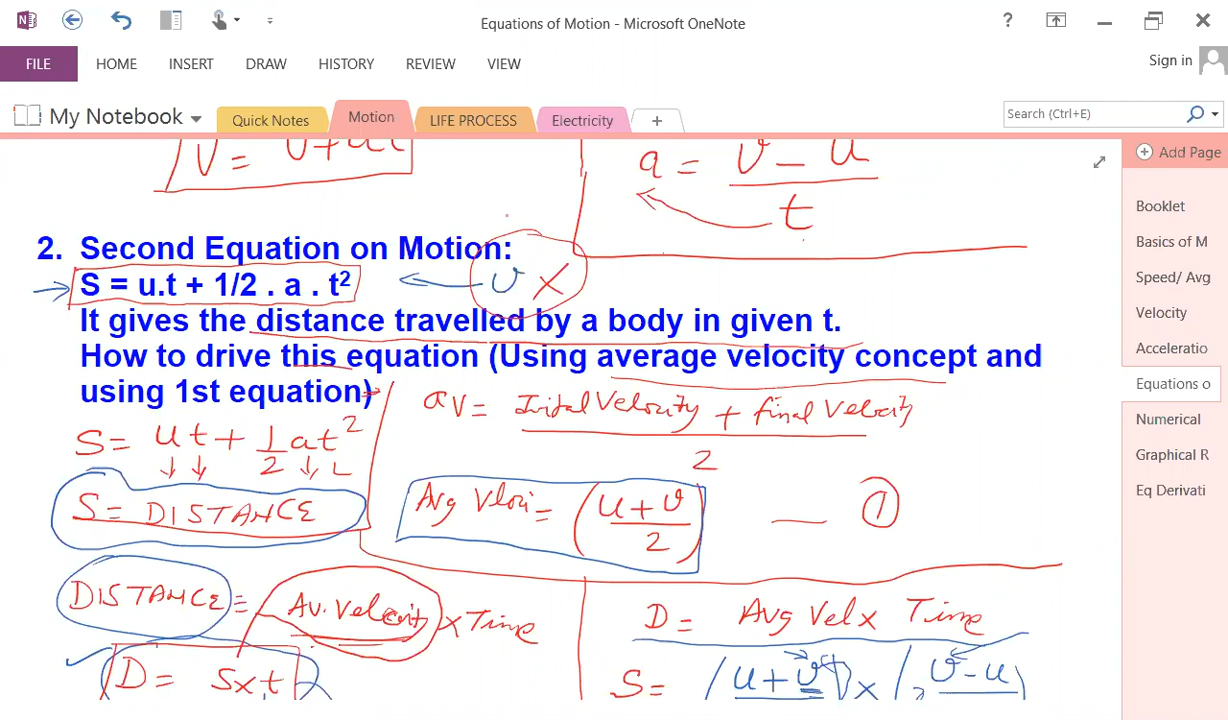 Equations of Motion - Microsoft OneNote
FILE HOME INSERT DRAW HISTORY REVIEW VIEW
Sign in
My Notebook Quick Notes Motion LIFE PROCESS Electricity
Search (Ctrl+E)
Add Page
Booklet
Basics of M
Speed/ Avg
Velocity
Acceleratio
Equations o
Numerical
Graphical R
Eq Derivati
V =
a = v - u
t
2. Second Equation on Motion:
S = u.t + 1/2 . a . t²
v X
It gives the distance travelled by a body in given t.
How to drive this equation (Using average velocity concept and
using 1st equation)
av = Initial Velocity + final Velocity
2
S = ut + 1/2 at²
S = DISTANCE
Avg Vloci = (u + v / 2) — 1
DISTANCE = Av. Velocity x Time
D = Sxt
D = Avg Vel x Time
S = (u + v) x (v - u)